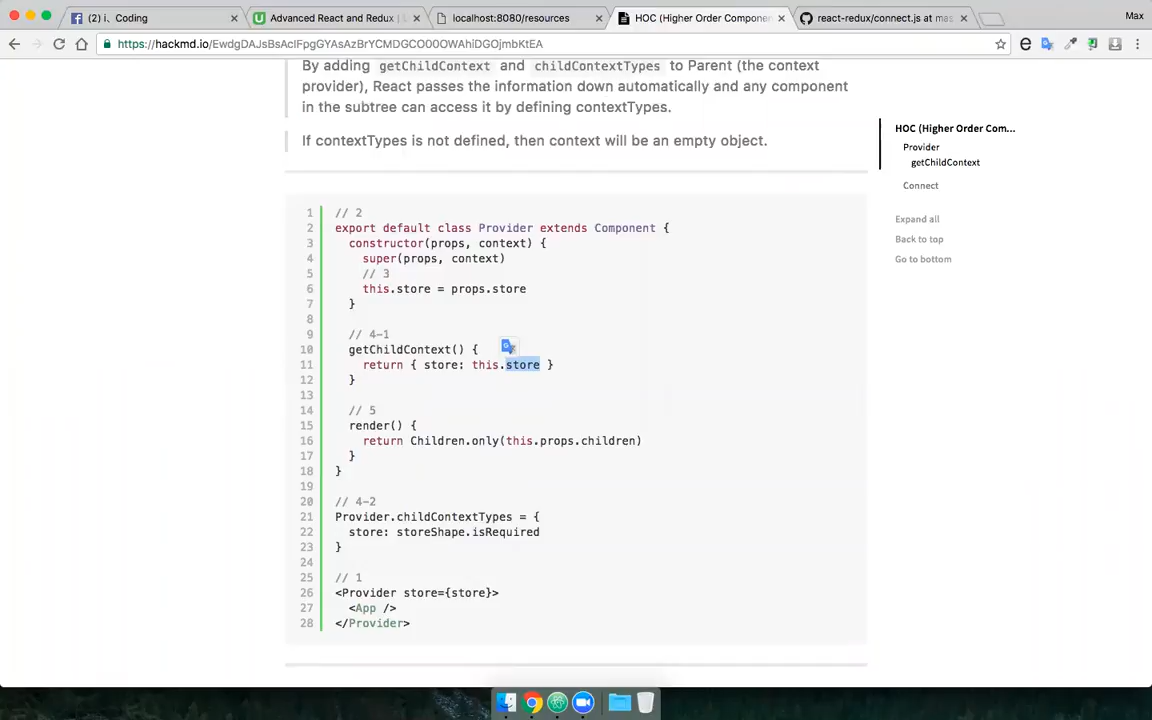 (2) i、Coding
Advanced React and Redux | U
localhost:8080/resources
HOC (Higher Order Componen
react-redux/connect.js at mas
Max
https://hackmd.io/EwdgDAJsBsAcIFpgGYAsAzBrYCMDGCO00OWAhiDGOjmbKtEA
By adding getChildContext and childContextTypes to Parent (the context
provider), React passes the information down automatically and any component
in the subtree can access it by defining contextTypes.
If contextTypes is not defined, then context will be an empty object.
HOC (Higher Order Com...
Provider
getChildContext
Connect
Expand all
Back to top
Go to bottom
1 // 2
2 export default class Provider extends Component {
3 constructor(props, context) {
4 super(props, context)
5 // 3
6 this.store = props.store
7 }
8
9 // 4-1
10 getChildContext() {
11 return { store: this.store }
12 }
13
14 // 5
15 render() {
16 return Children.only(this.props.children)
17 }
18 }
19
20 // 4-2
21 Provider.childContextTypes = {
22 store: storeShape.isRequired
23 }
24
25 // 1
26 <Provider store={store}>
27 <App />
28 </Provider>